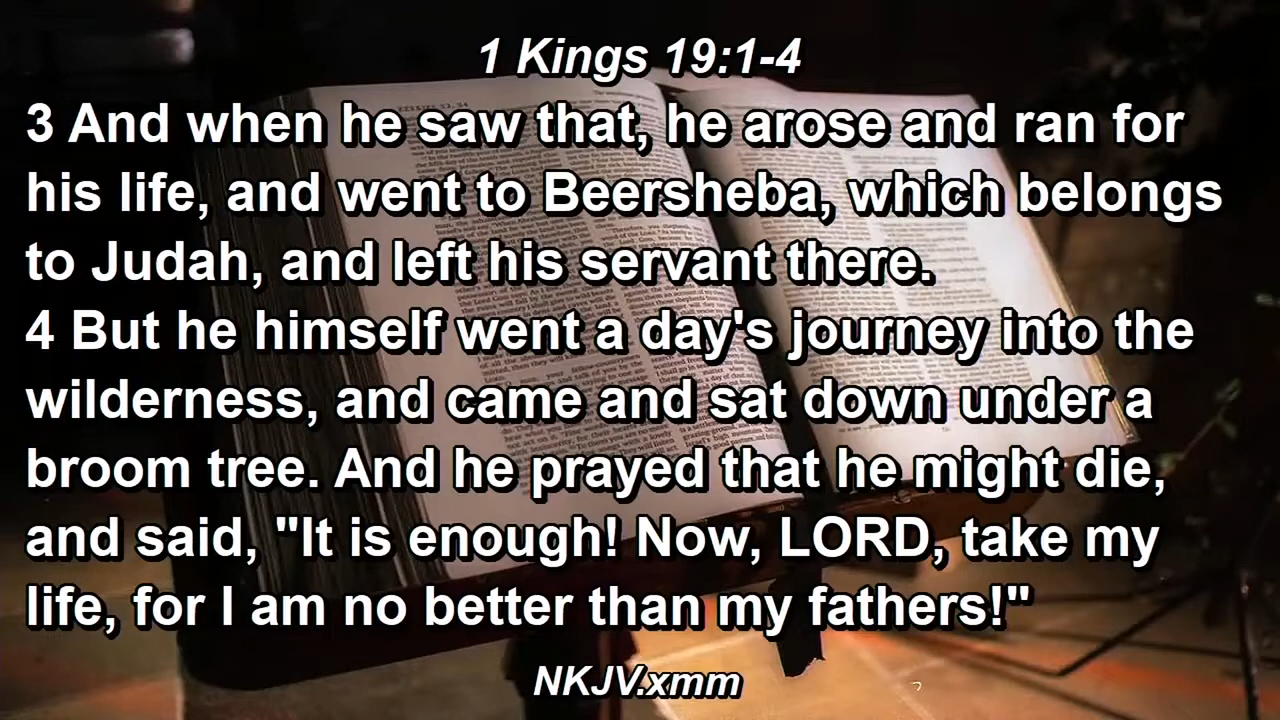 1 Kings 19:1-4
3 And when he saw that, he arose and ran for
his life, and went to Beersheba, which belongs
to Judah, and left his servant there.
4 But he himself went a day's journey into the
wilderness, and came and sat down under a
broom tree. And he prayed that he might die,
and said, "It is enough! Now, LORD, take my
life, for I am no better than my fathers!"
NKJV.xmm